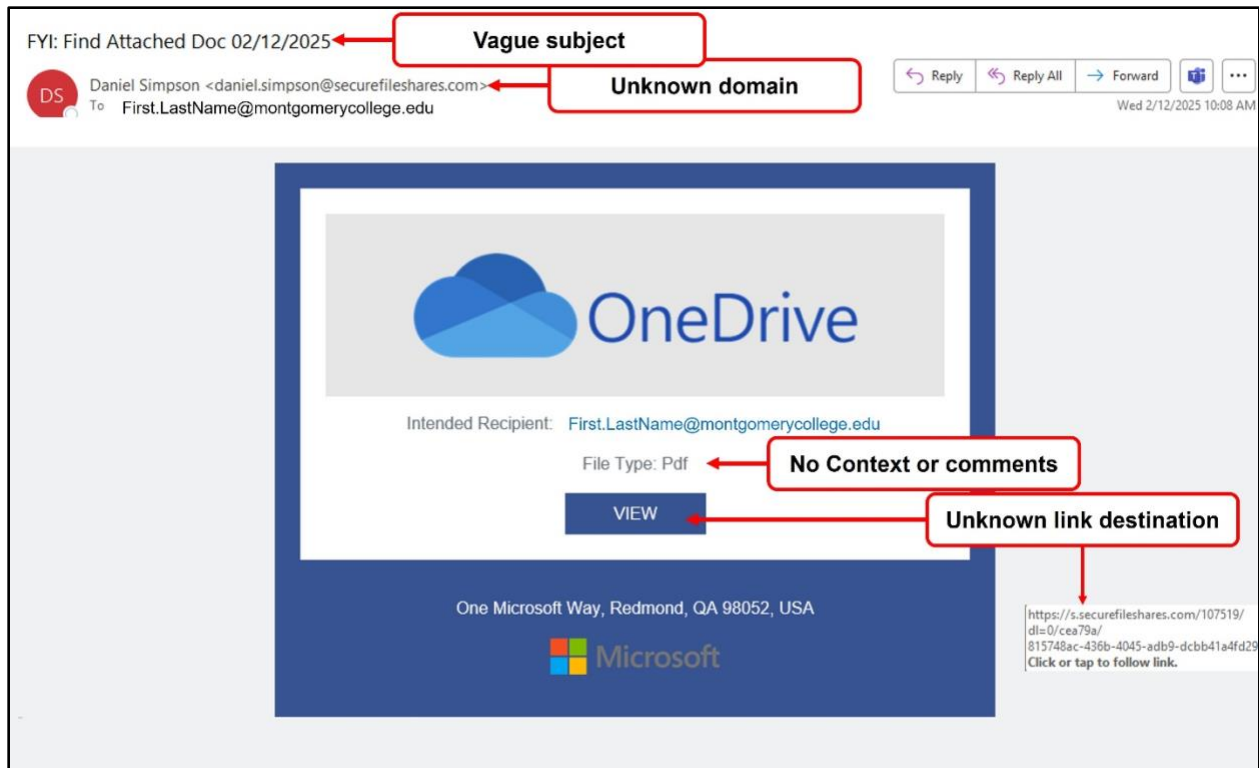 FYI: Find Attached Doc 02/12/2025
Vague subject
DS
Daniel Simpson <daniel.simpson@securefileshares.com>
Unknown domain
To First.LastName@montgomerycollege.edu
Reply
Reply All
Forward
Wed 2/12/2025 10:08 AM
OneDrive
Intended Recipient: First.LastName@montgomerycollege.edu
File Type: Pdf
No Context or comments
VIEW
Unknown link destination
One Microsoft Way, Redmond, QA 98052, USA
Microsoft
https://s.securefileshares.com/107519/
dl=0/cea79a/
815748ac-436b-4045-adb9-dcbb41a4fd29
Click or tap to follow link.